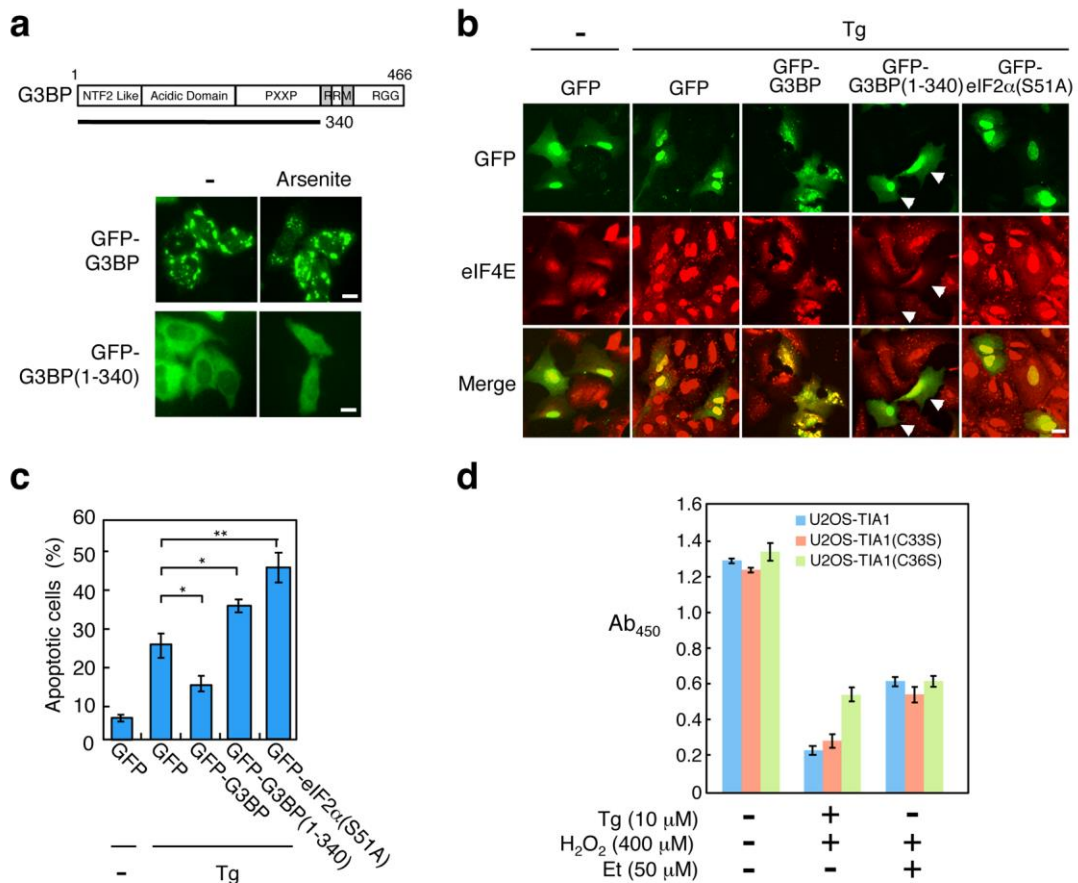 a
1 466
G3BP NTF2 Like Acidic Domain PXXP RRM RGG
340
- Arsenite
GFP-
G3BP
GFP-
G3BP(1-340)
b
- Tg
GFP GFP GFP-
G3BP GFP-
G3BP(1-340) GFP-
eIF2α(S51A)
GFP
eIF4E
Merge
c
Apoptotic cells (%)
60
50
40
30
20
10
0
**
*
*
GFP GFP GFP-G3BP GFP-G3BP(1-340) GFP-eIF2α(S51A)
- Tg
d
Ab450
1.6
1.4
1.2
1.0
0.8
0.6
0.4
0.2
0
U2OS-TIA1
U2OS-TIA1(C33S)
U2OS-TIA1(C36S)
Tg (10 μM) - + -
H2O2 (400 μM) - + +
Et (50 μM) - - +